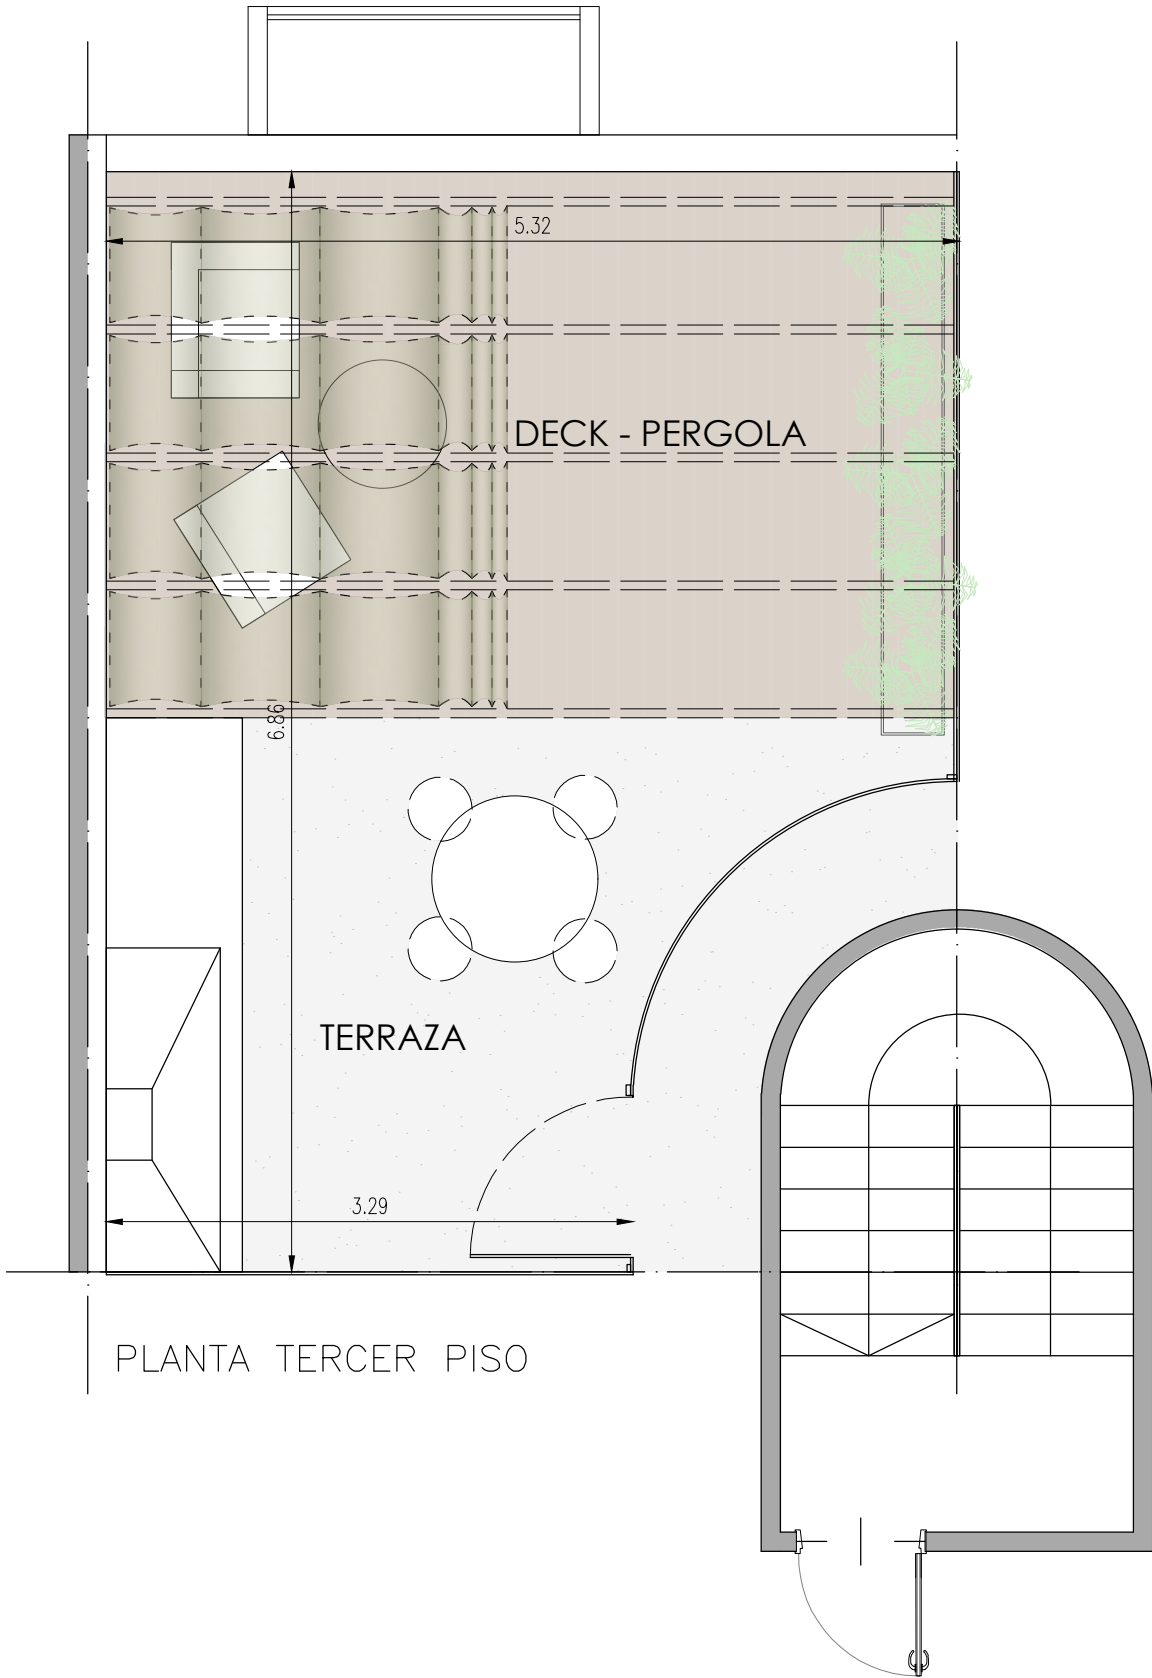 5.32
DECK - PERGOLA
6.86
TERRAZA
3.29
PLANTA TERCER PISO